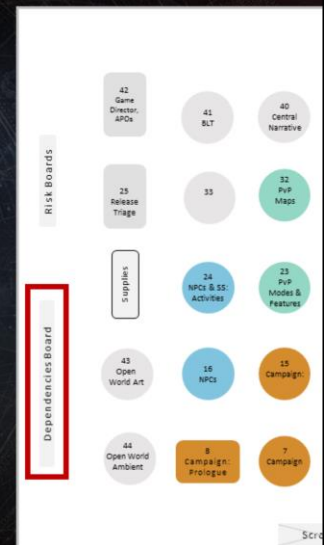 42
Game
Director,
APDs
41
BLT
40
Central
Narrative
Risk Boards
25
Release
Triage
33
32
PvP
Maps
Supplies
24
NPCs & SS:
Activities
23
PvP
Modes &
Features
Dependencies Board
43
Open
World Art
16
NPCs
15
Campaign:
44
Open World
Ambient
8
Campaign:
Prologue
7
Campaign
Scr